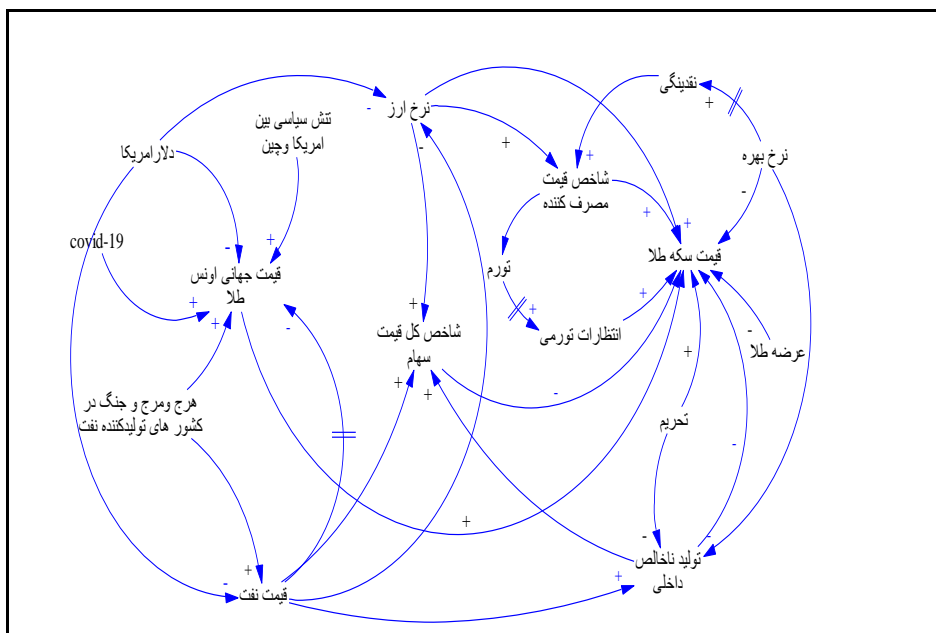 نقدینگی
نرخ ارز
تنش سیاسی بین
امریکا وچین
دلارامریکا
نرخ بهره
شاخص قیمت
مصرف کننده
covid-19
قیمت سکه طلا
قیمت جهانی اونس
طلا
تورم
شاخص کل قیمت
سهام
انتظارات تورمی
عرضه طلا
هرج ومرج و جنگ در
کشور های تولیدکننده نفت
تحریم
تولید ناخالص
داخلی
قیمت نفت